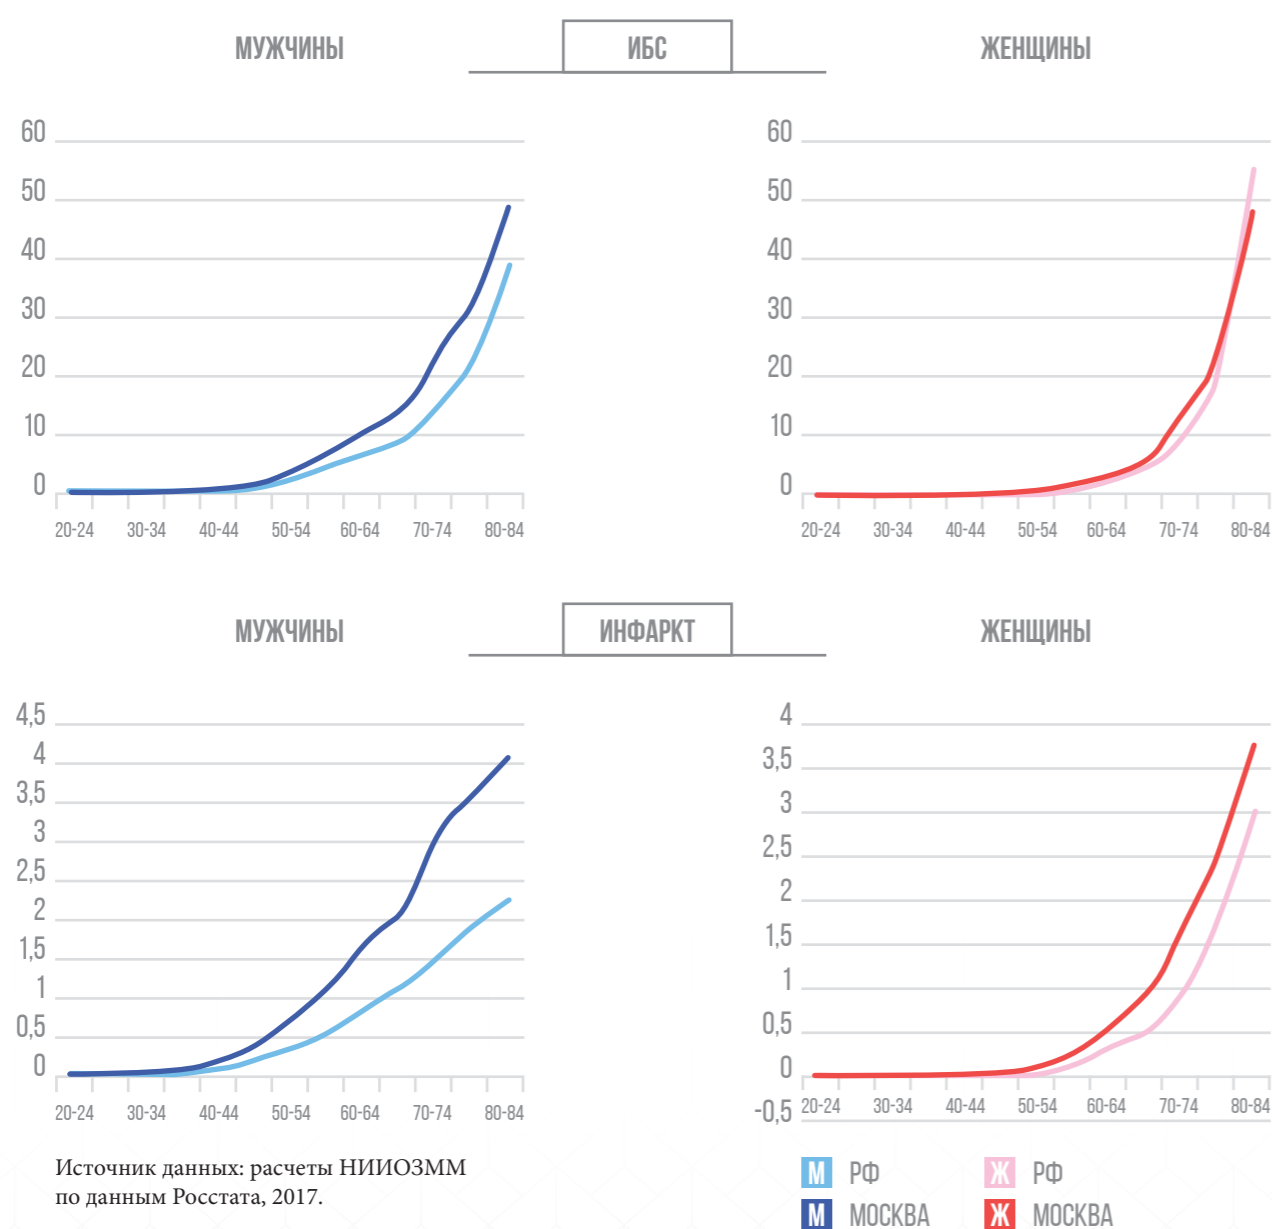 МУЖЧИНЫ
ИБС
ЖЕНЩИНЫ
60
50
40
30
20
10
0
20-24 30-34 40-44 50-54 60-64 70-74 80-84
60
50
40
30
20
10
0
20-24 30-34 40-44 50-54 60-64 70-74 80-84
МУЖЧИНЫ
ИНФАРКТ
ЖЕНЩИНЫ
4,5
4
3,5
3
2,5
2
1,5
1
0,5
0
20-24 30-34 40-44 50-54 60-64 70-74 80-84
4
3,5
3
2,5
2
1,5
1
0,5
0
-0,5
20-24 30-34 40-44 50-54 60-64 70-74 80-84
Источник данных: расчеты НИИОЗММ
по данным Росстата, 2017.
М РФ
Ж РФ
М МОСКВА
Ж МОСКВА